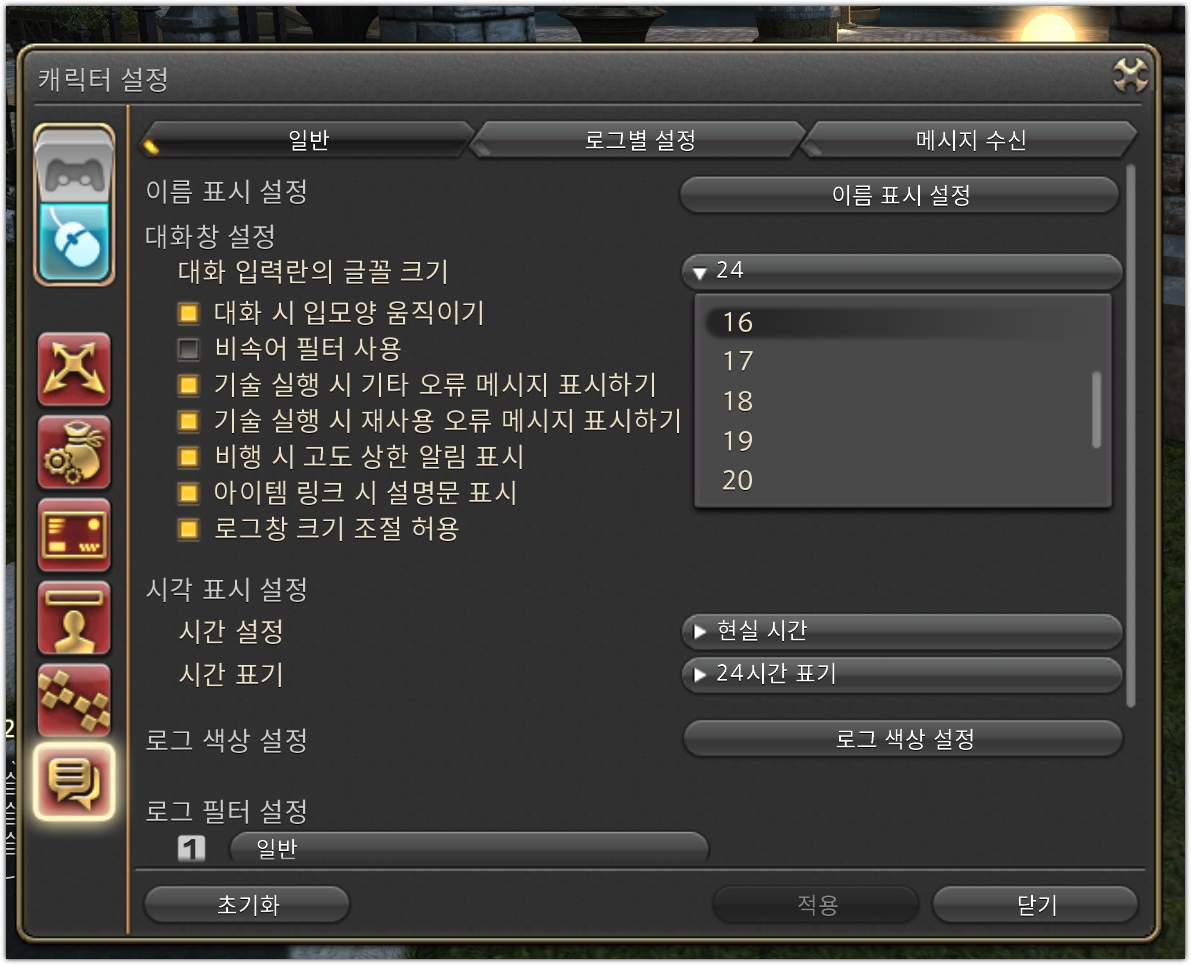 캐릭터 설정
일반
로그별 설정
메시지 수신
이름 표시 설정
이름 표시 설정
대화창 설정
대화 입력란의 글꼴 크기
24
16
17
18
19
20
대화 시 입모양 움직이기
비속어 필터 사용
기술 실행 시 기타 오류 메시지 표시하기
기술 실행 시 재사용 오류 메시지 표시하기
비행 시 고도 상한 알림 표시
아이템 링크 시 설명문 표시
로그창 크기 조절 허용
시각 표시 설정
시간 설정
현실 시간
시간 표기
24시간 표기
로그 색상 설정
로그 색상 설정
로그 필터 설정
1
일반
초기화
적용
닫기